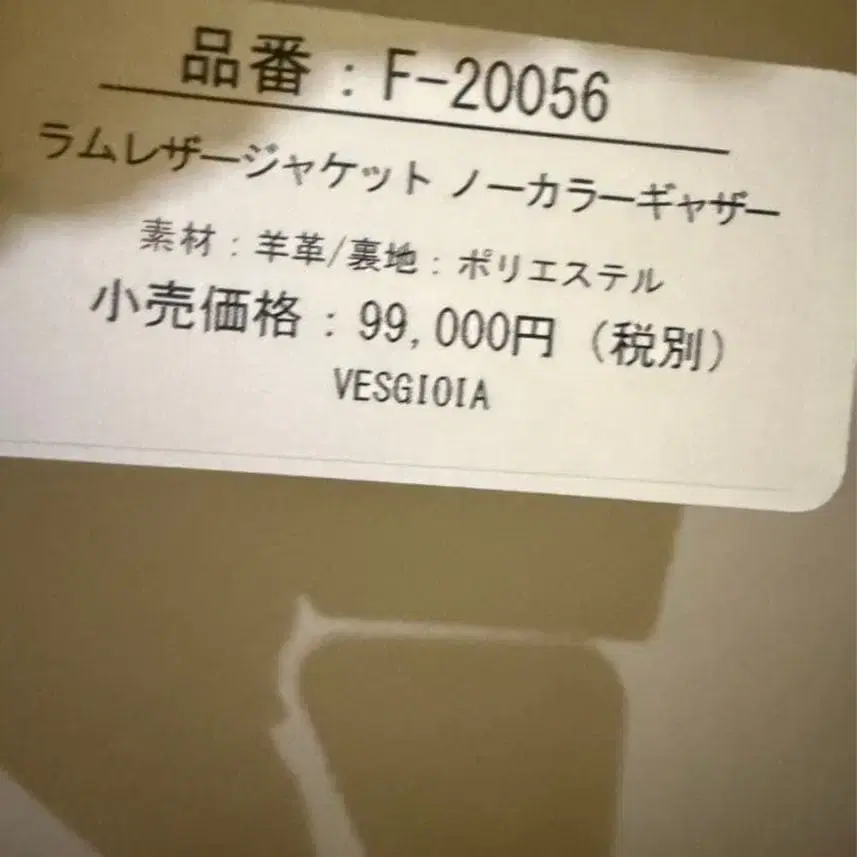 品番：F-20056
ラムレザージャケット ノーカラーギャザー
素材：羊革/裏地：ポリエステル
小売価格：99,000円（税別）
VESGIOIA